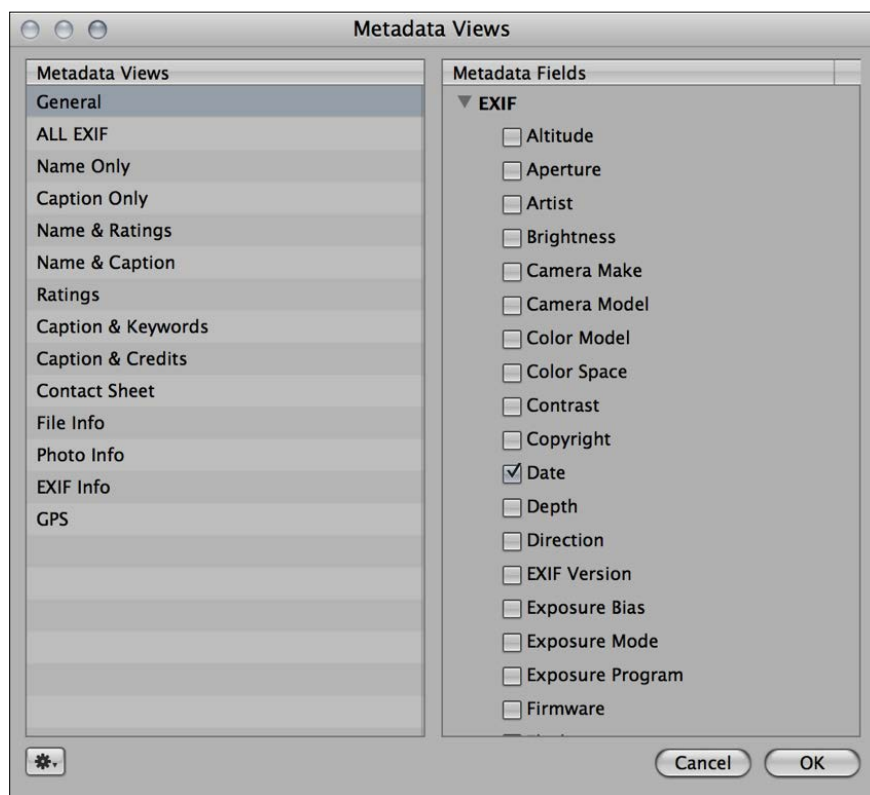 Metadata Views
Metadata Views
General
ALL EXIF
Name Only
Caption Only
Name & Ratings
Name & Caption
Ratings
Caption & Keywords
Caption & Credits
Contact Sheet
File Info
Photo Info
EXIF Info
GPS
Metadata Fields
EXIF
Altitude
Aperture
Artist
Brightness
Camera Make
Camera Model
Color Model
Color Space
Contrast
Copyright
Date
Depth
Direction
EXIF Version
Exposure Bias
Exposure Mode
Exposure Program
Firmware
Cancel
OK